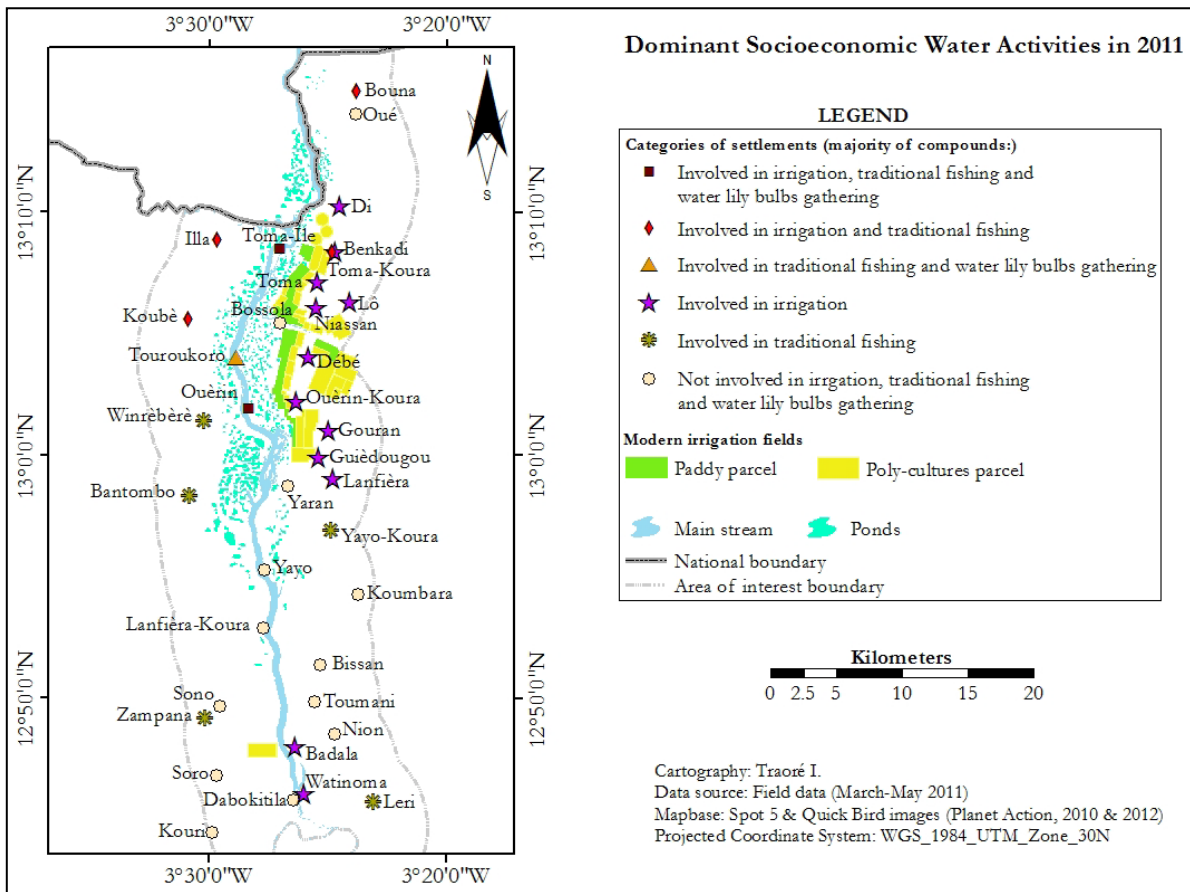 3°30'0"W
3°20'0"W
Dominant Socioeconomic Water Activities in 2011
N
S
Bouna
Oué
13°10'0"N
13°10'0"N
Di
Illa
Toma-Ile
Benkadi
Toma-Koura
Toma
Lô
Bossola
Niassan
Koubè
Touroukoro
Débé
Ouèrin
Ouèrin-Koura
Winrèbèrè
Gouran
13°0'0"N
13°0'0"N
Guièdougou
Lanfièra
Bantombo
Yaran
Yayo-Koura
Yayo
Koumbara
Lanfièra-Koura
Bissan
12°50'0"N
12°50'0"N
Sono
Toumani
Zampana
Nion
Badala
Soro
Watinoma
Dabokitila
Leri
Kouri
3°30'0"W
3°20'0"W
LEGEND
Categories of settlements (majority of compounds:)
Involved in irrigation, traditional fishing and
water lily bulbs gathering
Involved in irrigation and traditional fishing
Involved in traditional fishing and water lily bulbs gathering
Involved in irrigation
Involved in traditional fishing
Not involved in irrgation, traditional fishing
and water lily bulbs gathering
Modern irrigation fields
Paddy parcel
Poly-cultures parcel
Main stream
Ponds
National boundary
Area of interest boundary
Kilometers
0 2.5 5 10 15 20
Cartography: Traoré I.
Data source: Field data (March-May 2011)
Mapbase: Spot 5 & Quick Bird images (Planet Action, 2010 & 2012)
Projected Coordinate System: WGS_1984_UTM_Zone_30N